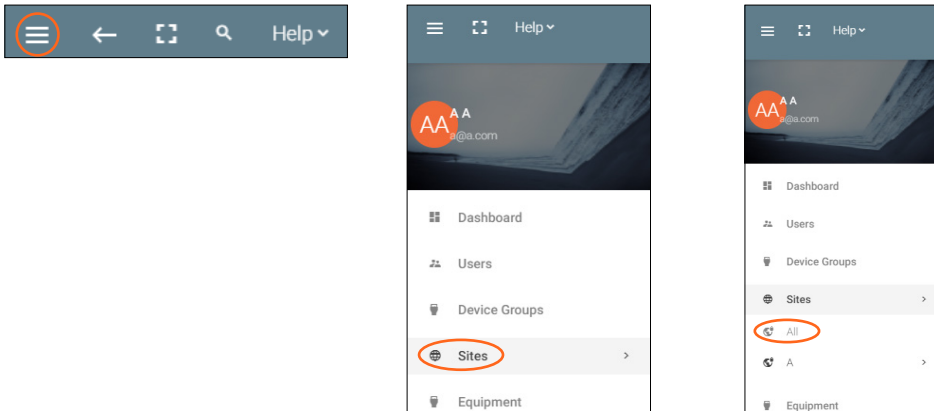 Help
Help
AA
A A
a@a.com
Dashboard
Users
Device Groups
Sites
Equipment
Help
AA
A A
a@a.com
Dashboard
Users
Device Groups
Sites
All
A
Equipment